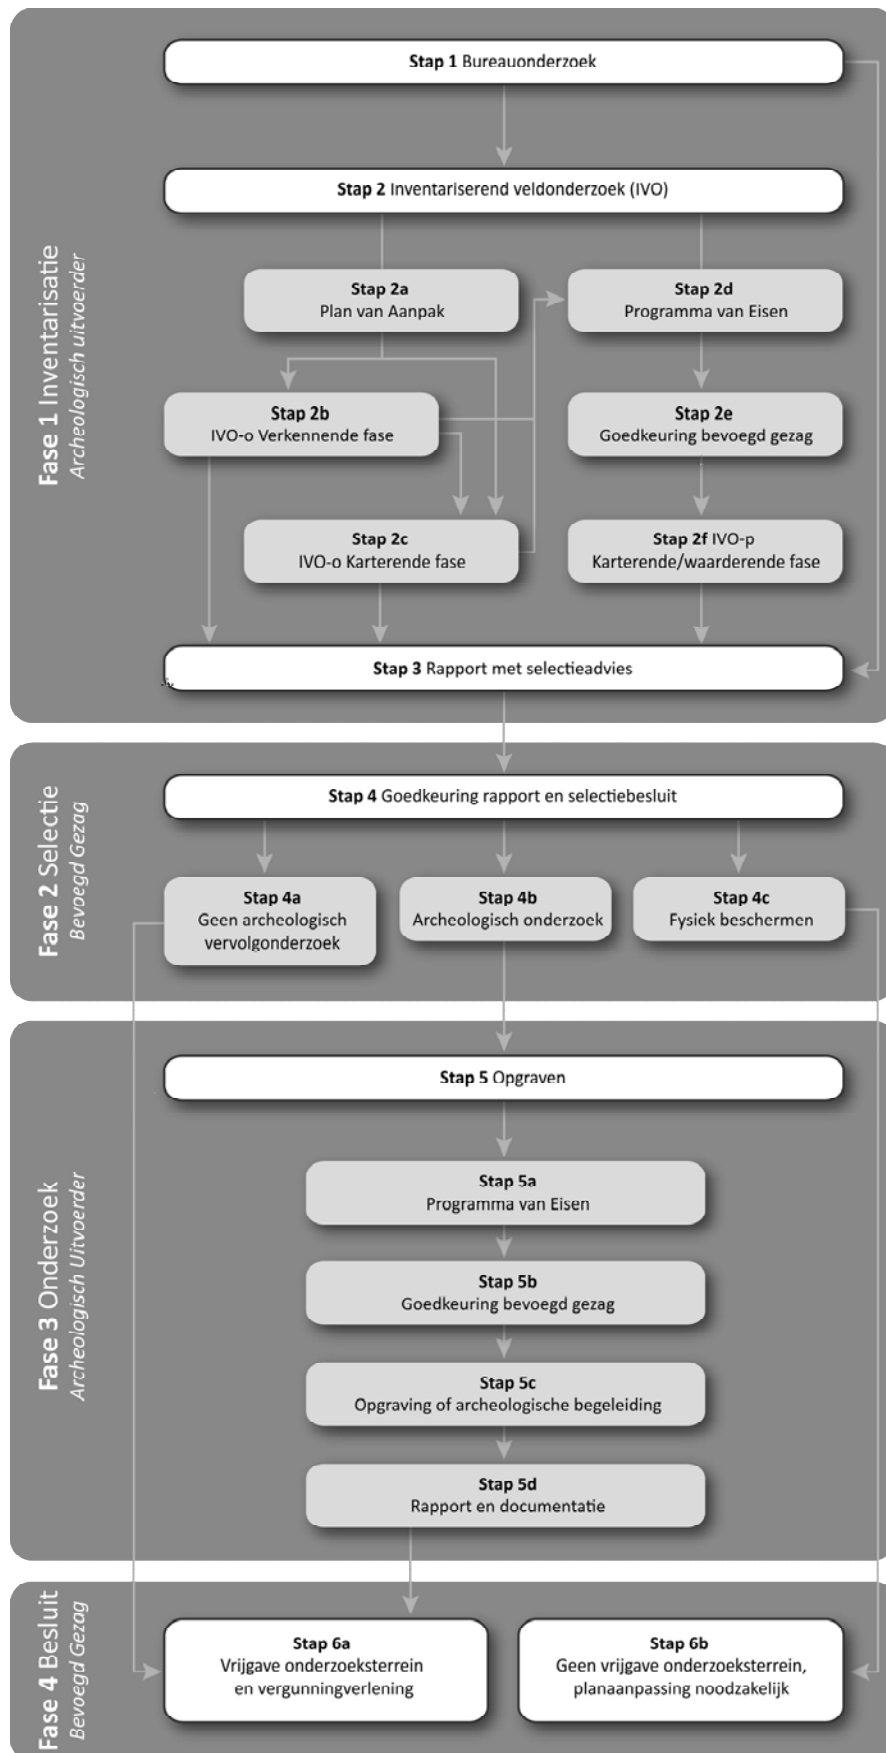 Fase 1 Inventarisatie
Archeologisch uitvoerder
Stap 1 Bureauonderzoek
Stap 2 Inventariserend veldonderzoek (IVO)
Stap 2a
Plan van Aanpak
Stap 2d
Programma van Eisen
Stap 2b
IVO-o Verkennende fase
Stap 2e
Goedkeuring bevoegd gezag
Stap 2c
IVO-o Karterende fase
Stap 2f IVO-p
Karterende/waarderende fase
Stap 3 Rapport met selectieadvies
Fase 2 Selectie
Bevoegd Gezag
Stap 4 Goedkeuring rapport en selectiebesluit
Stap 4a
Geen archeologisch
vervolgonderzoek
Stap 4b
Archeologisch onderzoek
Stap 4c
Fysiek beschermen
Fase 3 Onderzoek
Archeologisch Uitvoerder
Stap 5 Opgraven
Stap 5a
Programma van Eisen
Stap 5b
Goedkeuring bevoegd gezag
Stap 5c
Opgraving of archeologische begeleiding
Stap 5d
Rapport en documentatie
Fase 4 Besluit
Bevoegd Gezag
Stap 6a
Vrijgave onderzoeksterrein
en vergunningverlening
Stap 6b
Geen vrijgave onderzoeksterrein,
planaanpassing noodzakelijk